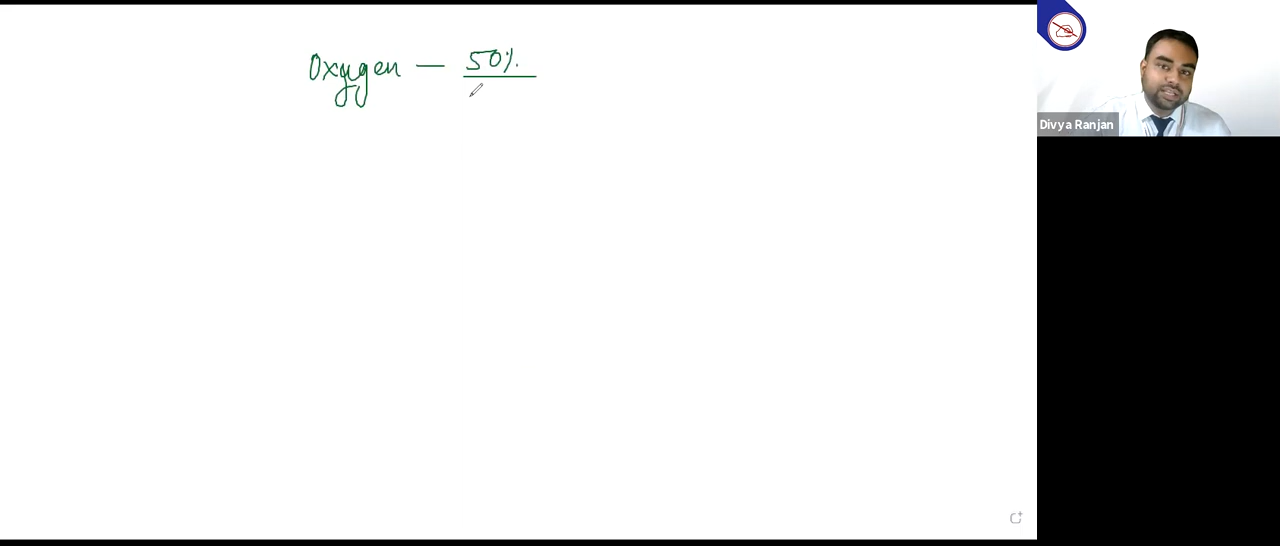 Oxygen — 50%.
Divya Ranjan